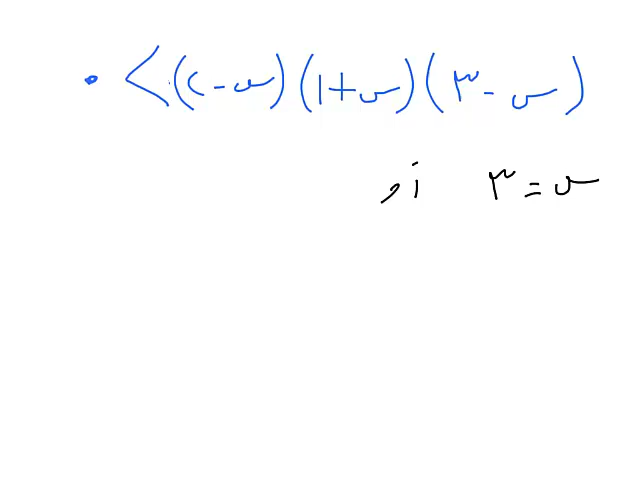 (س - ٣)(س + ١)(س - ٢) > ٠
س = ٣ أو